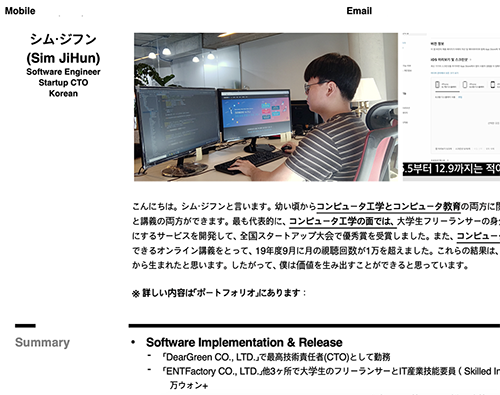 Mobile
Email
シム·ジフン
(Sim JiHun)
Software Engineer
Startup CTO
Korean
.5부터 12.9까지는 적어
こんにちは。シム·ジフンと言います。幼い頃からコンピュータ工学とコンピュータ教育の両方に関
と講義の両方ができます。最も代表的に、コンピュータ工学の面では、大学生フリーランサーの身
にするサービスを開発して、全国スタートアップ大会で優秀賞を受賞しました。また、コンピュー
できるオンライン講義をとって、19年度9月に月の視聴回数が1万を超えました。これらの結果は、
から生まれたと思います。したがって、僕は価値を生み出すことができると思っています。
※ 詳しい内容は「ポートフォリオ」にあります：
Summary
• Software Implementation & Release
- 「DearGreen CO., LTD.」で最高技術責任者(CTO)として勤務
- 「ENTFactory CO., LTD.」他3ヶ所で大学生のフリーランサーとIT産業技能要員 ( Skilled In
万ウォン+